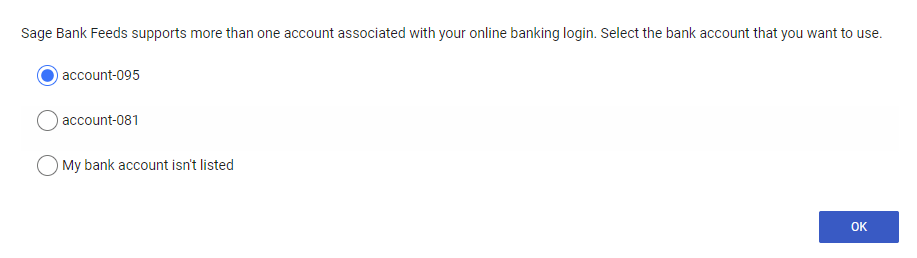 Sage Bank Feeds supports more than one account associated with your online banking login. Select the bank account that you want to use.
account-095
account-081
My bank account isn't listed
OK